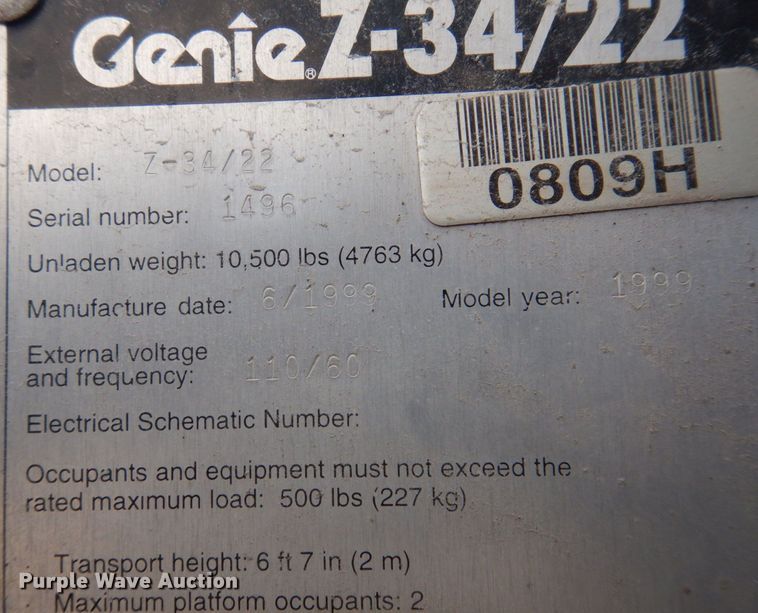 Genie® Z-34/22
0809H
Model: Z-34/22
Serial number: 1496
Unladen weight: 10,500 lbs (4763 kg)
Manufacture date: 6/1999 Model year: 1999
External voltage
and frequency: 110/60
Electrical Schematic Number:
Occupants and equipment must not exceed the
rated maximum load: 500 lbs (227 kg)
Transport height: 6 ft 7 in (2 m)
Purple Wave Auction
Maximum platform occupants: 2